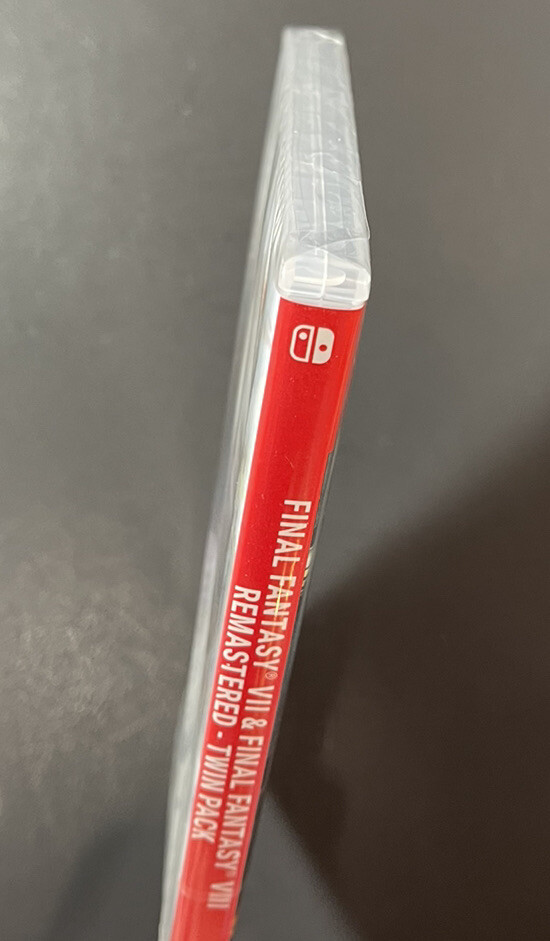 FINAL FANTASY® VII & FINAL FANTASY® VIII
REMASTERED - TWIN PACK